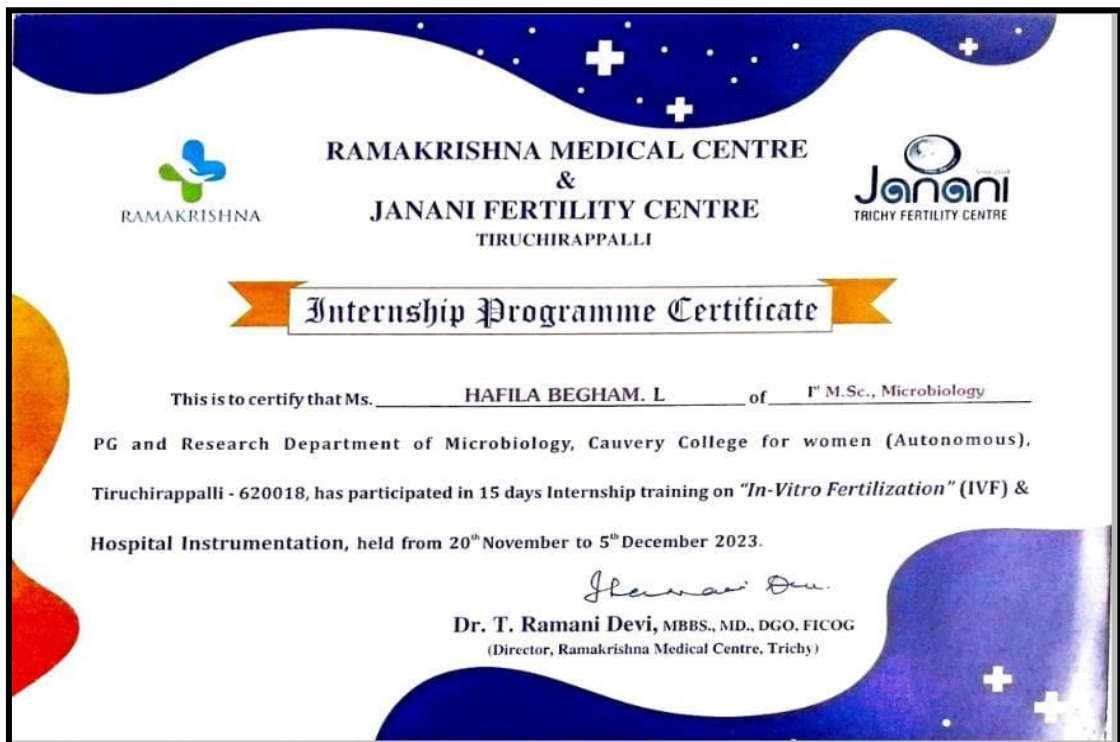 RAMAKRISHNA MEDICAL CENTRE
&
JANANI FERTILITY CENTRE
TIRUCHIRAPPALLI
RAMAKRISHNA
Janani
TRICHY FERTILITY CENTRE
Internship Programme Certificate
This is to certify that Ms. HAFILA BEGHAM. L of Ist M.Sc., Microbiology
PG and Research Department of Microbiology, Cauvery College for women (Autonomous),
Tiruchirappalli - 620018, has participated in 15 days Internship training on "In-Vitro Fertilization" (IVF) &
Hospital Instrumentation, held from 20th November to 5th December 2023.
Dr. T. Ramani Devi, MBBS., MD., DGO, FICOG
(Director, Ramakrishna Medical Centre, Trichy)